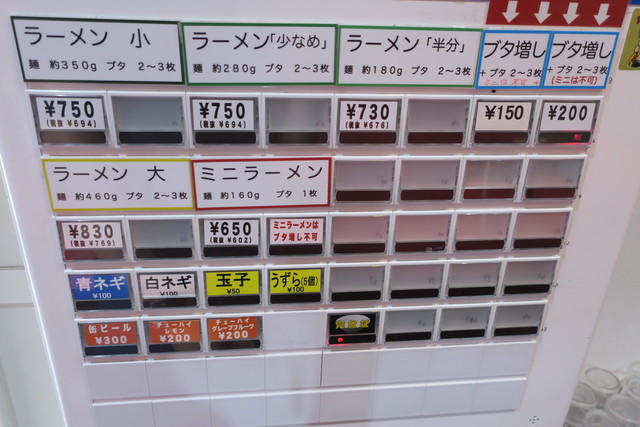 ラーメン 小
麺 約350g ブタ 2～3枚
ラーメン「少なめ」
麺 約280g ブタ 2～3枚
ラーメン「半分」
麺 約180g ブタ 2～3枚
ブタ増し
+ ブタ 2～3枚
ブタ増し
+ ブタ 2～3枚
(ミニは不可)
¥750
(税抜 ¥694)
¥750
(税抜 ¥694)
¥730
(税抜 ¥676)
¥150
¥200
ラーメン 大
麺 約460g ブタ 2～3枚
ミニラーメン
麺 約160g ブタ 1枚
¥830
(税抜 ¥769)
¥650
(税抜 ¥602)
ミニラーメンは
ブタ増し不可
青ネギ
¥100
白ネギ
¥100
玉子
¥50
うずら(5個)
¥100
缶ビール
¥300
チューハイ
レモン
¥200
チューハイ
グレープフルーツ
¥200